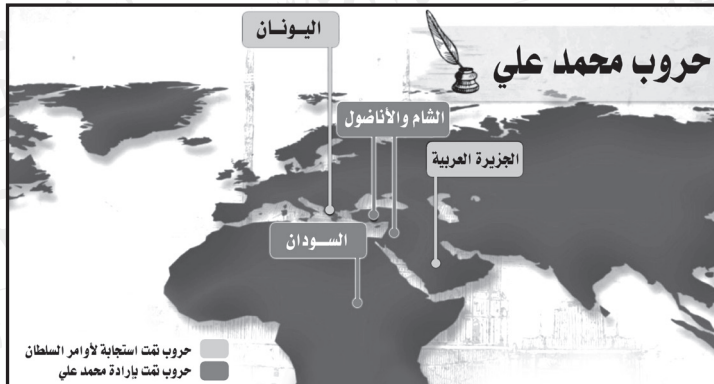 حروب محمد علي
اليونان
الشام والأناضول
الجزيرة العربية
السودان
حروب تمت استجابة لأوامر السلطان
حروب تمت بإرادة محمد علي